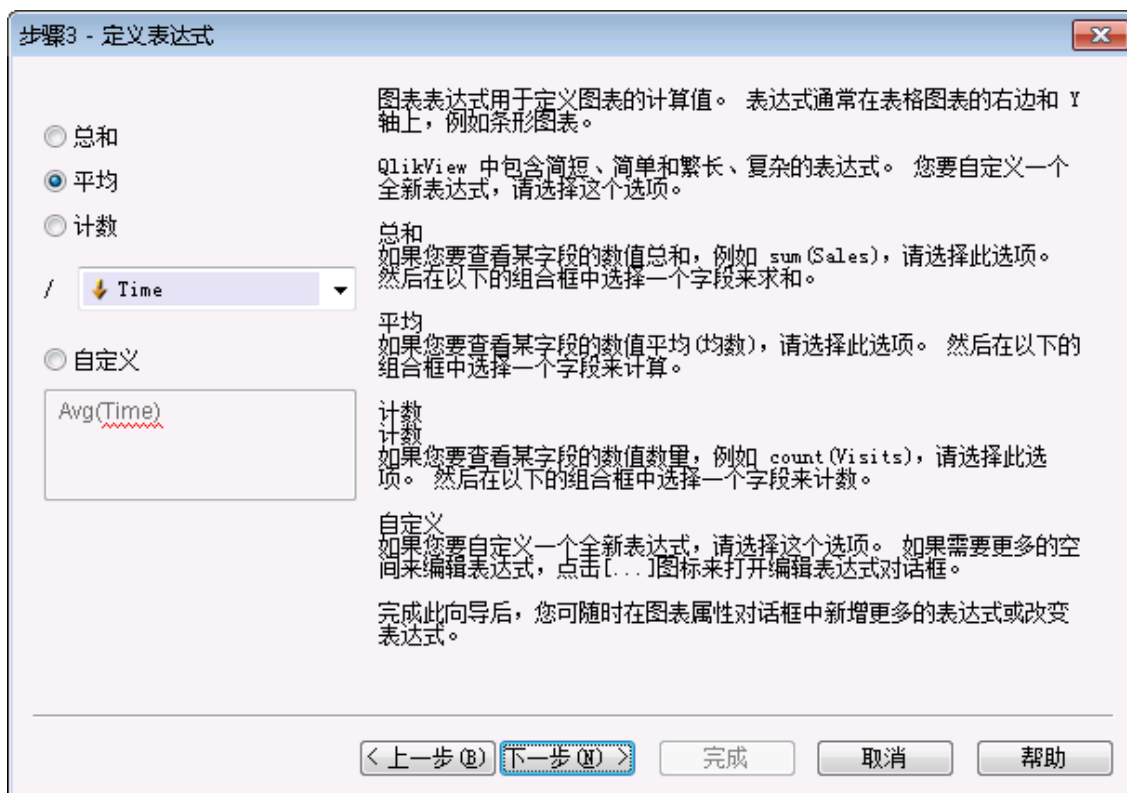 步骤3 - 定义表达式
总和
平均
计数
/ Time
自定义
Avg(Time)
图表表达式用于定义图表的计算值。 表达式通常在表格图表的右边和 Y
轴上，例如条形图表。
QlikView 中包含简短、简单和繁长、复杂的表达式。 您要自定义一个
全新表达式，请选择这个选项。
总和
如果您要查看某字段的数值总和，例如 sum(Sales)，请选择此选项。
然后在以下的组合框中选择一个字段来求和。
平均
如果您要查看某字段的数值平均(均数)，请选择此选项。 然后在以下的
组合框中选择一个字段来计算。
计数
计数
如果您要查看某字段的数值数里，例如 count(Visits)，请选择此选
项。 然后在以下的组合框中选择一个字段来计数。
自定义
如果您要自定义一个全新表达式，请选择这个选项。 如果需要更多的空
间来编辑表达式，点击[...]图标来打开编辑表达式对话框。
完成此向导后，您可随时在图表属性对话框中新增更多的表达式或改变
表达式。
< 上一步(B)
下一步(N) >
完成
取消
帮助